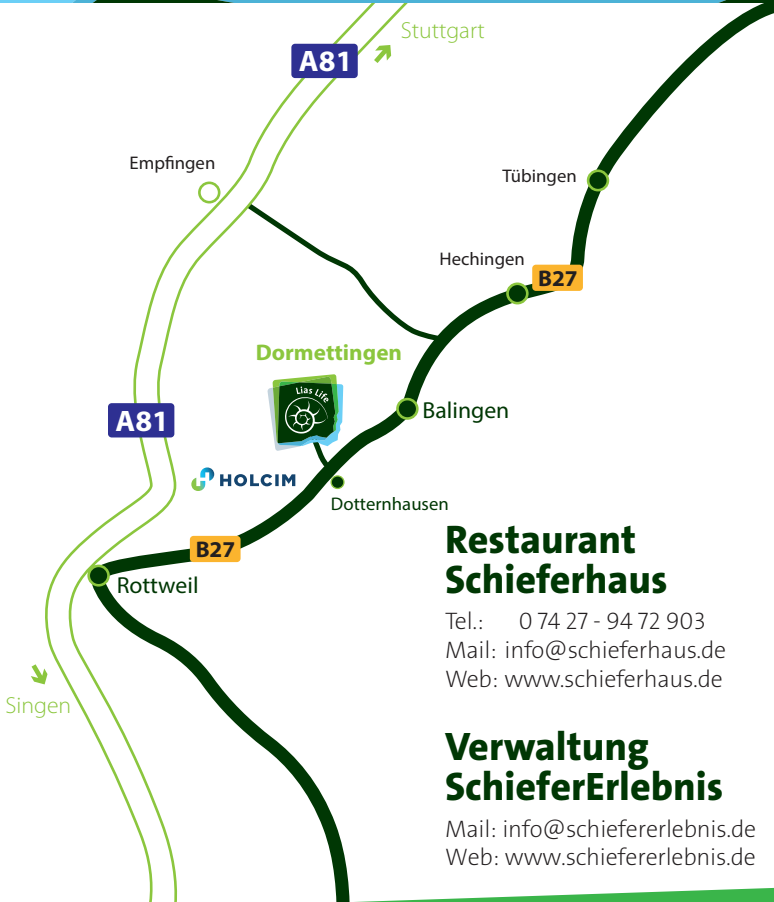 Stuttgart
A81
Empfingen
Tübingen
Hechingen
B27
Dormettingen
Lias Life
A81
Balingen
HOLCIM
Dotternhausen
B27
Rottweil
Singen
Restaurant
Schieferhaus
Tel.: 0 74 27 - 94 72 903
Mail: info@schieferhaus.de
Web: www.schieferhaus.de
Verwaltung
SchieferErlebnis
Mail: info@schiefererlebnis.de
Web: www.schiefererlebnis.de